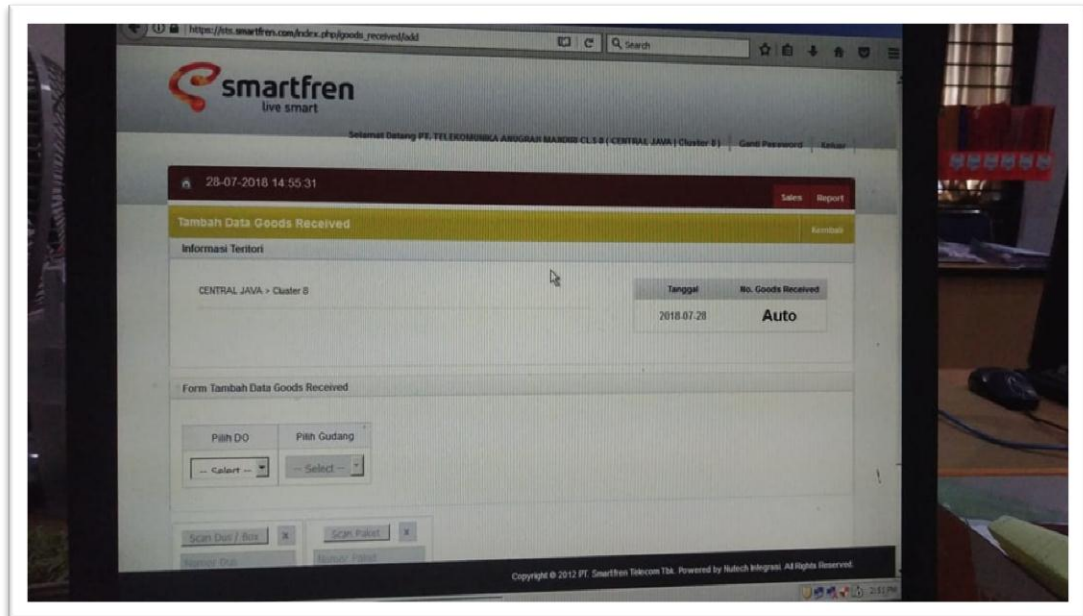 https://sts.smartfren.com/index.php/goods_received/add
Search
smartfren
live smart
Selamat Datang PT. TELEKOMUNIKA ANUGRAH MANDIRI CL 5-8 ( CENTRAL JAVA | Cluster 8 ) Ganti Password Keluar
28-07-2018 14:55:31
Sales Report
Tambah Data Goods Received
Kembali
Informasi Teritori
CENTRAL JAVA > Cluster 8
Tanggal No. Goods Received
2018-07-28 Auto
Form Tambah Data Goods Received
Pilih DO Pilih Gudang
-- Select -- -- Select --
Scan Dus / Box X Scan Paket X
Nomor Dus Nomor Paket
Copyright © 2012 PT. Smartfren Telecom Tbk. Powered by Nutech Integrasi. All Rights Reserved.
2:51 PM